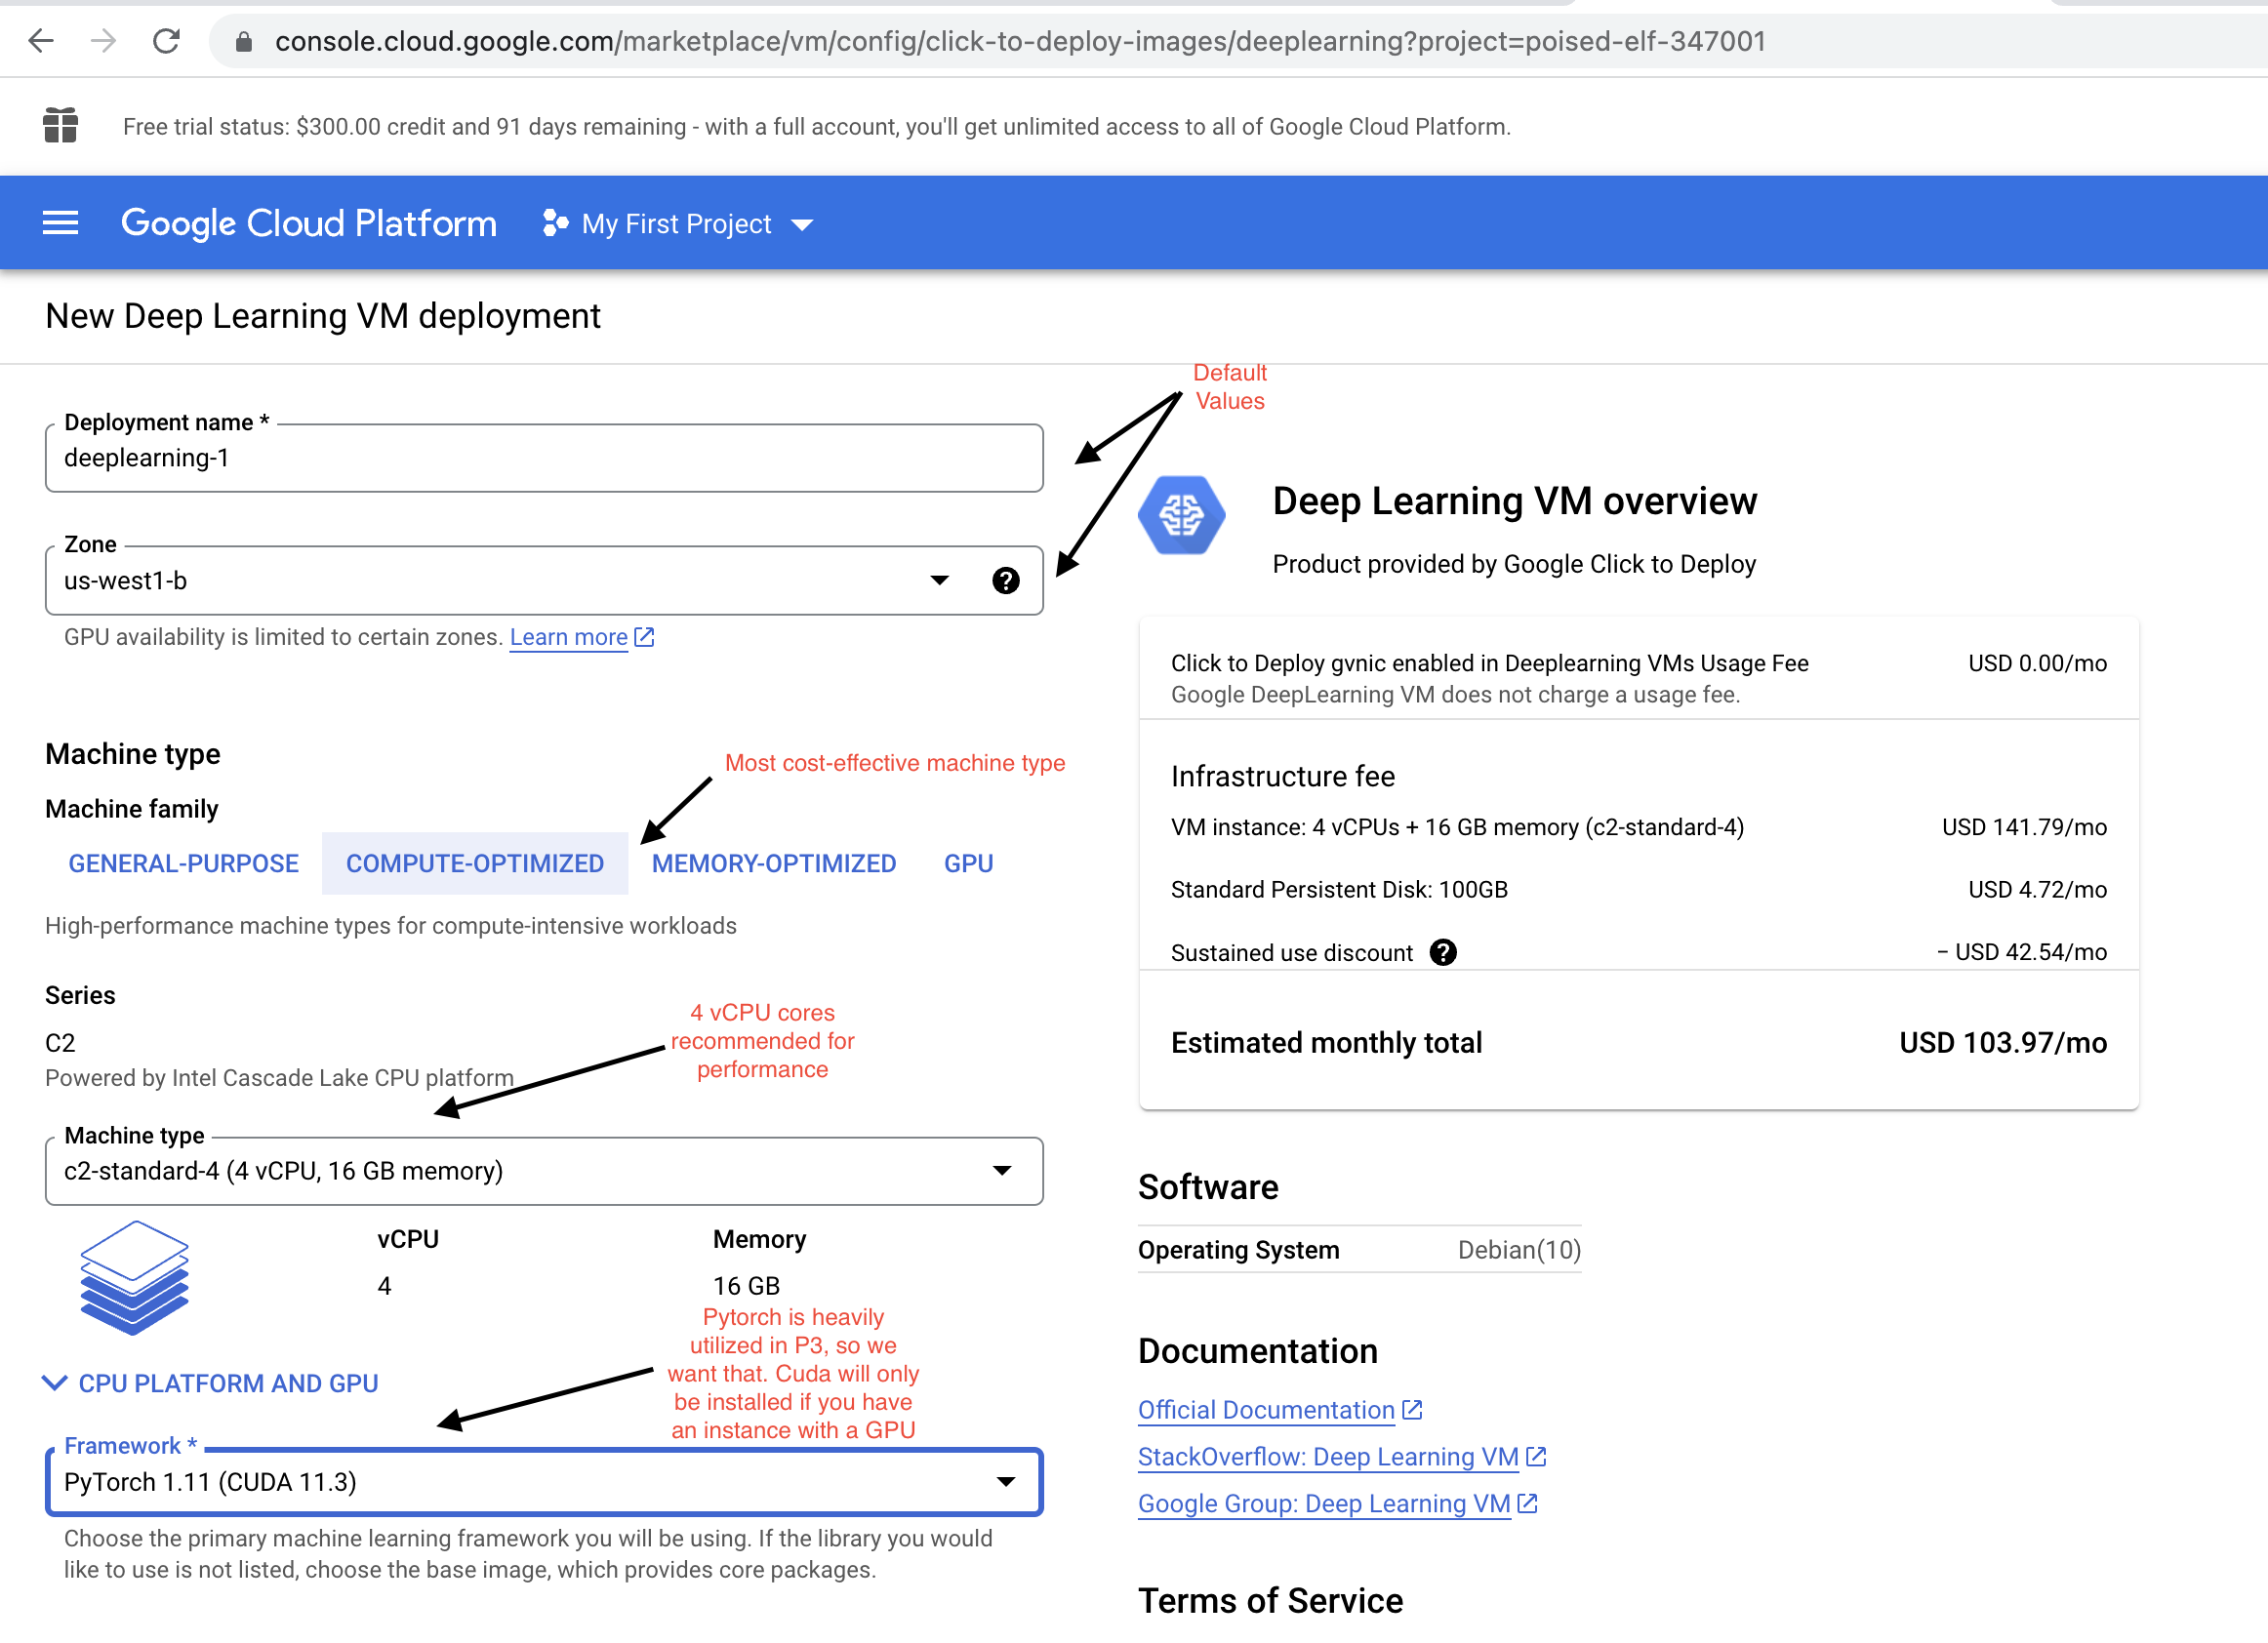 console.cloud.google.com/marketplace/vm/config/click-to-deploy-images/deeplearning?project=poised-elf-347001
Free trial status: $300.00 credit and 91 days remaining - with a full account, you'll get unlimited access to all of Google Cloud Platform.
Google Cloud Platform
My First Project
New Deep Learning VM deployment
Default
Values
Deployment name *
deeplearning-1
Zone
us-west1-b
GPU availability is limited to certain zones. Learn more
Machine type
Most cost-effective machine type
Machine family
GENERAL-PURPOSE
COMPUTE-OPTIMIZED
MEMORY-OPTIMIZED
GPU
High-performance machine types for compute-intensive workloads
Series
C2
Powered by Intel Cascade Lake CPU platform
4 vCPU cores
recommended for
performance
Machine type
c2-standard-4 (4 vCPU, 16 GB memory)
vCPU
Memory
4
16 GB
Pytorch is heavily
utilized in P3, so we
want that. Cuda will only
be installed if you have
an instance with a GPU
CPU PLATFORM AND GPU
Framework *
PyTorch 1.11 (CUDA 11.3)
Choose the primary machine learning framework you will be using. If the library you would
like to use is not listed, choose the base image, which provides core packages.
Deep Learning VM overview
Product provided by Google Click to Deploy
Click to Deploy gvnic enabled in Deeplearning VMs Usage Fee USD 0.00/mo
Google DeepLearning VM does not charge a usage fee.
Infrastructure fee
VM instance: 4 vCPUs + 16 GB memory (c2-standard-4) USD 141.79/mo
Standard Persistent Disk: 100GB USD 4.72/mo
Sustained use discount ? − USD 42.54/mo
Estimated monthly total USD 103.97/mo
Software
Operating System Debian(10)
Documentation
Official Documentation
StackOverflow: Deep Learning VM
Google Group: Deep Learning VM
Terms of Service